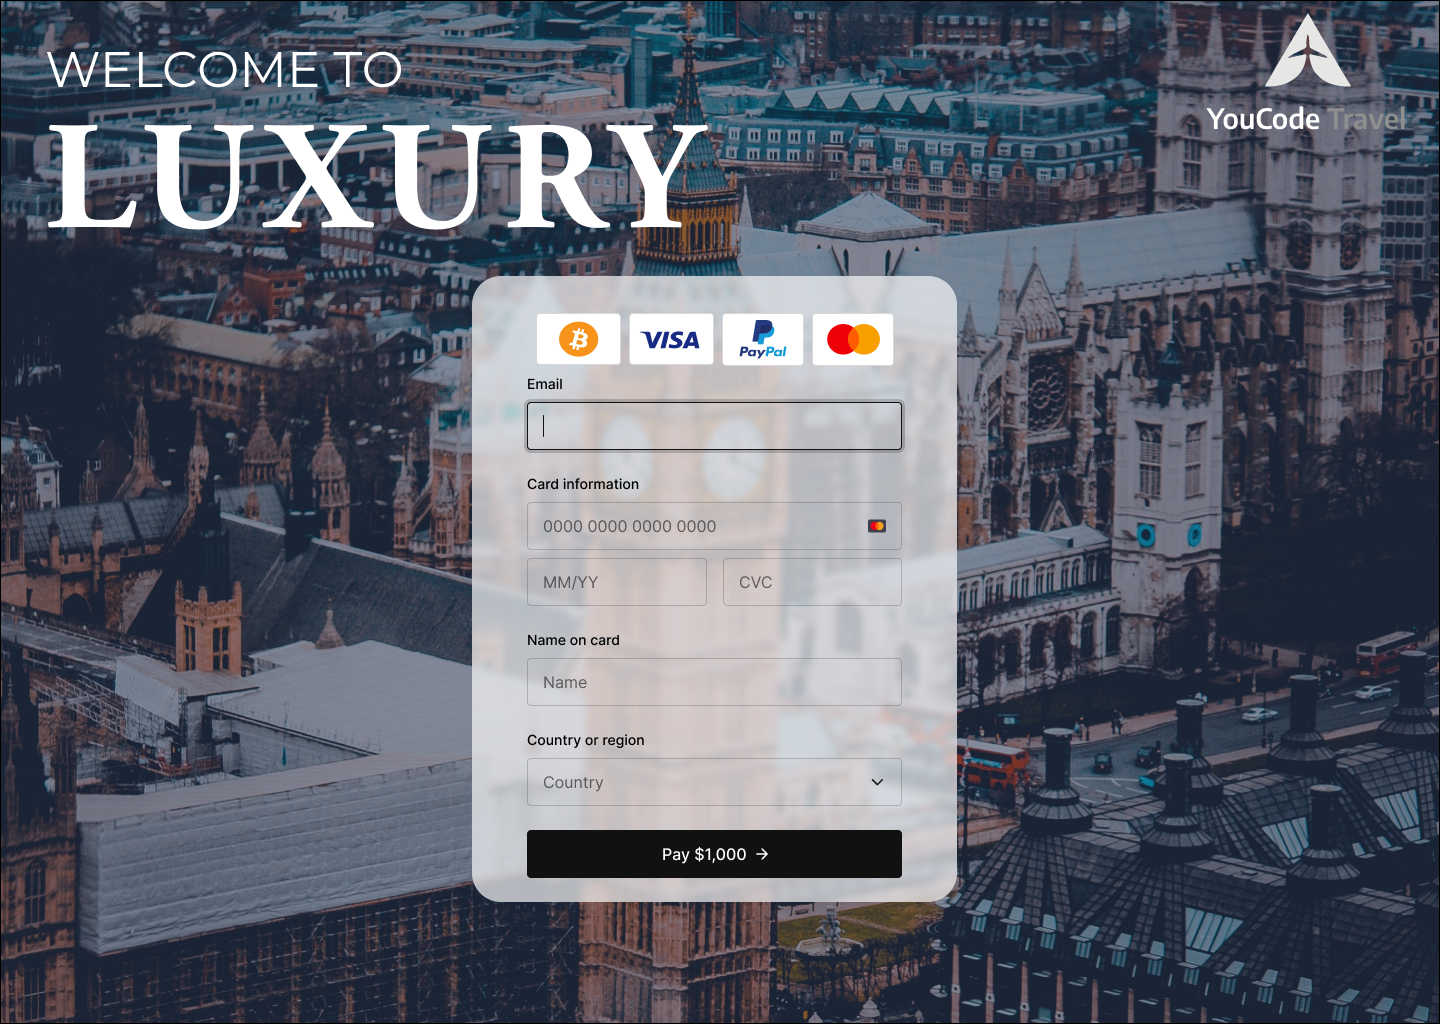 WELCOME TO
LUXURY
YouCode Travel
VISA
PayPal
Email
Card information
0000 0000 0000 0000
MM/YY
CVC
Name on card
Name
Country or region
Country
Pay $1,000 →